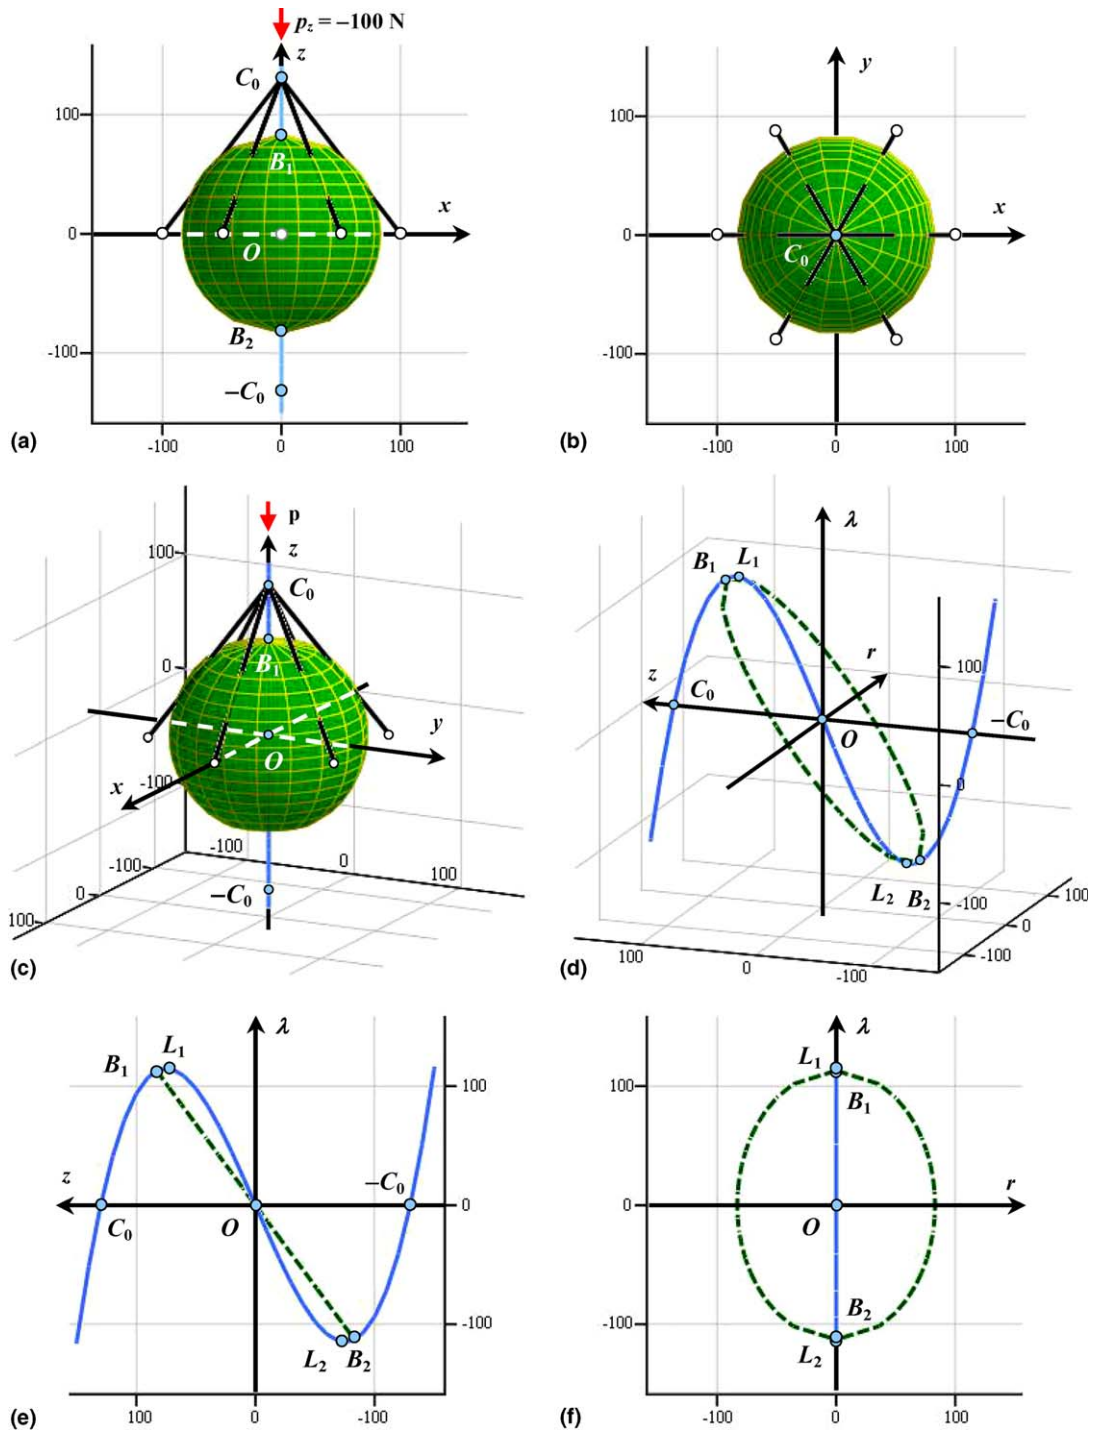 p_z = −100 N
z
C₀
100
B₁
x
0
O
B₂
-100
−C₀
(a)
-100 0 100
y
100
x
0
C₀
-100
(b)
-100 0 100
p
z
100
C₀
0
B₁
y
O
x
-100
-100
0
100
-100
0
100
−C₀
(c)
λ
B₁ L₁
r
100
z
C₀
−C₀
O
0
L₂ B₂
-100
100
0
-100
100
0
-100
(d)
λ
L₁
B₁
100
z
−C₀
0
C₀
O
-100
L₂ B₂
(e)
100 0 -100
λ
L₁
100
B₁
r
0
O
B₂
-100
L₂
(f)
-100 0 100